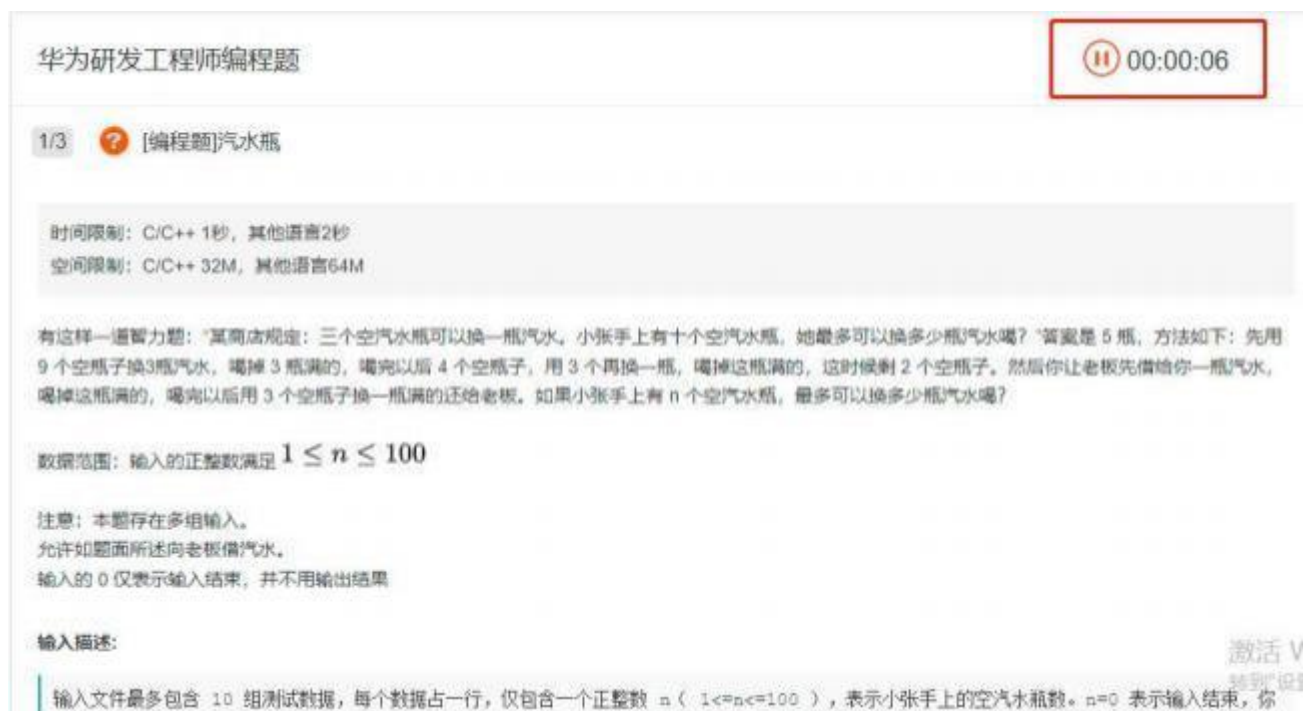 华为研发工程师编程题
00:00:06
1/3 ? [编程题]汽水瓶
时间限制：C/C++ 1秒，其他语言2秒
空间限制：C/C++ 32M，其他语言64M
有这样一道智力题：“某商店规定：三个空汽水瓶可以换一瓶汽水。小张手上有十个空汽水瓶，她最多可以换多少瓶汽水喝？”答案是 5 瓶，方法如下：先用
9 个空瓶子换3瓶汽水，喝掉 3 瓶满的，喝完以后 4 个空瓶子，用 3 个再换一瓶，喝掉这瓶满的，这时候剩 2 个空瓶子。然后你让老板先借给你一瓶汽水，
喝掉这瓶满的，喝完以后用 3 个空瓶子换一瓶满的还给老板。如果小张手上有 n 个空汽水瓶，最多可以换多少瓶汽水喝？
数据范围：输入的正整数满足 1 ≤ n ≤ 100
注意：本题存在多组输入。
允许如题面所述向老板借汽水。
输入的 0 仅表示输入结束，并不用输出结果
输入描述：
激活 W
转到"设
输入文件最多包含 10 组测试数据，每个数据占一行，仅包含一个正整数 n（ 1<=n<=100 ），表示小张手上的空汽水瓶数。n=0 表示输入结束，你